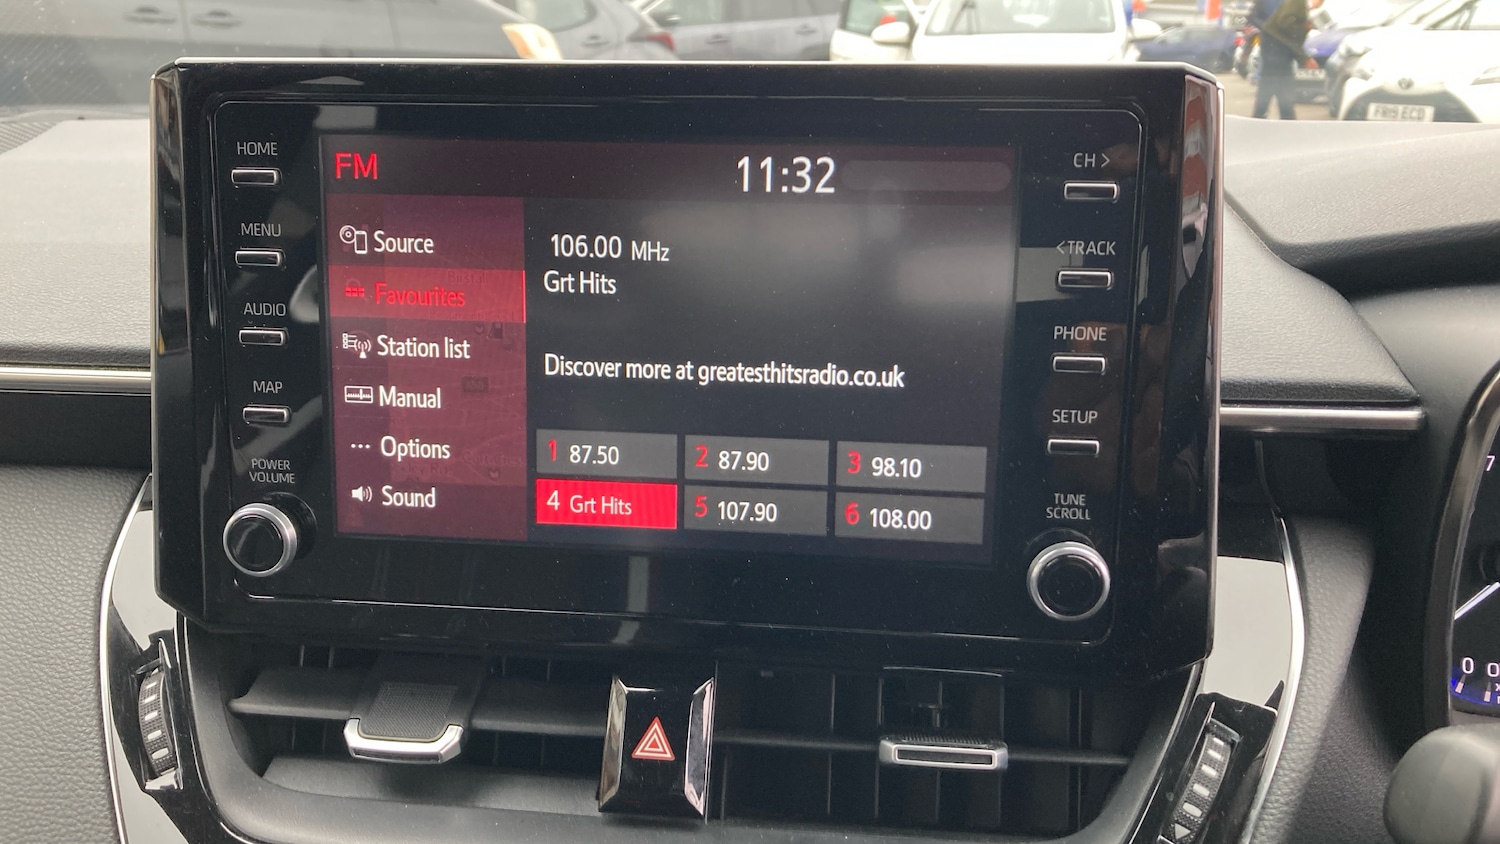 HOME
MENU
AUDIO
MAP
POWER
VOLUME
FM
11:32
Source
Favourites
Station list
Manual
Options
Sound
106.00 MHz
Grt Hits
Discover more at greatesthitsradio.co.uk
1 87.50
2 87.90
3 98.10
4 Grt Hits
5 107.90
6 108.00
CH >
< TRACK
PHONE
SETUP
TUNE
SCROLL
7
0